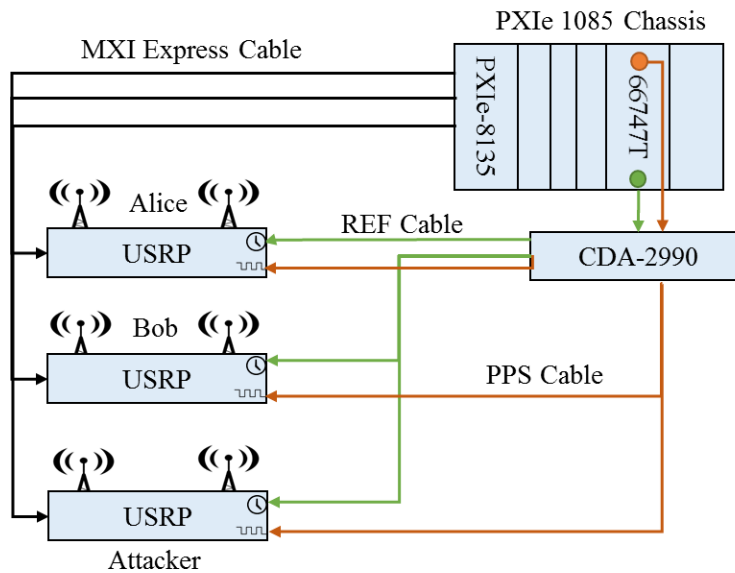 PXIe 1085 Chassis
MXI Express Cable
PXIe-8135
66747T
Alice
REF Cable
USRP
CDA-2990
Bob
USRP
PPS Cable
USRP
Attacker